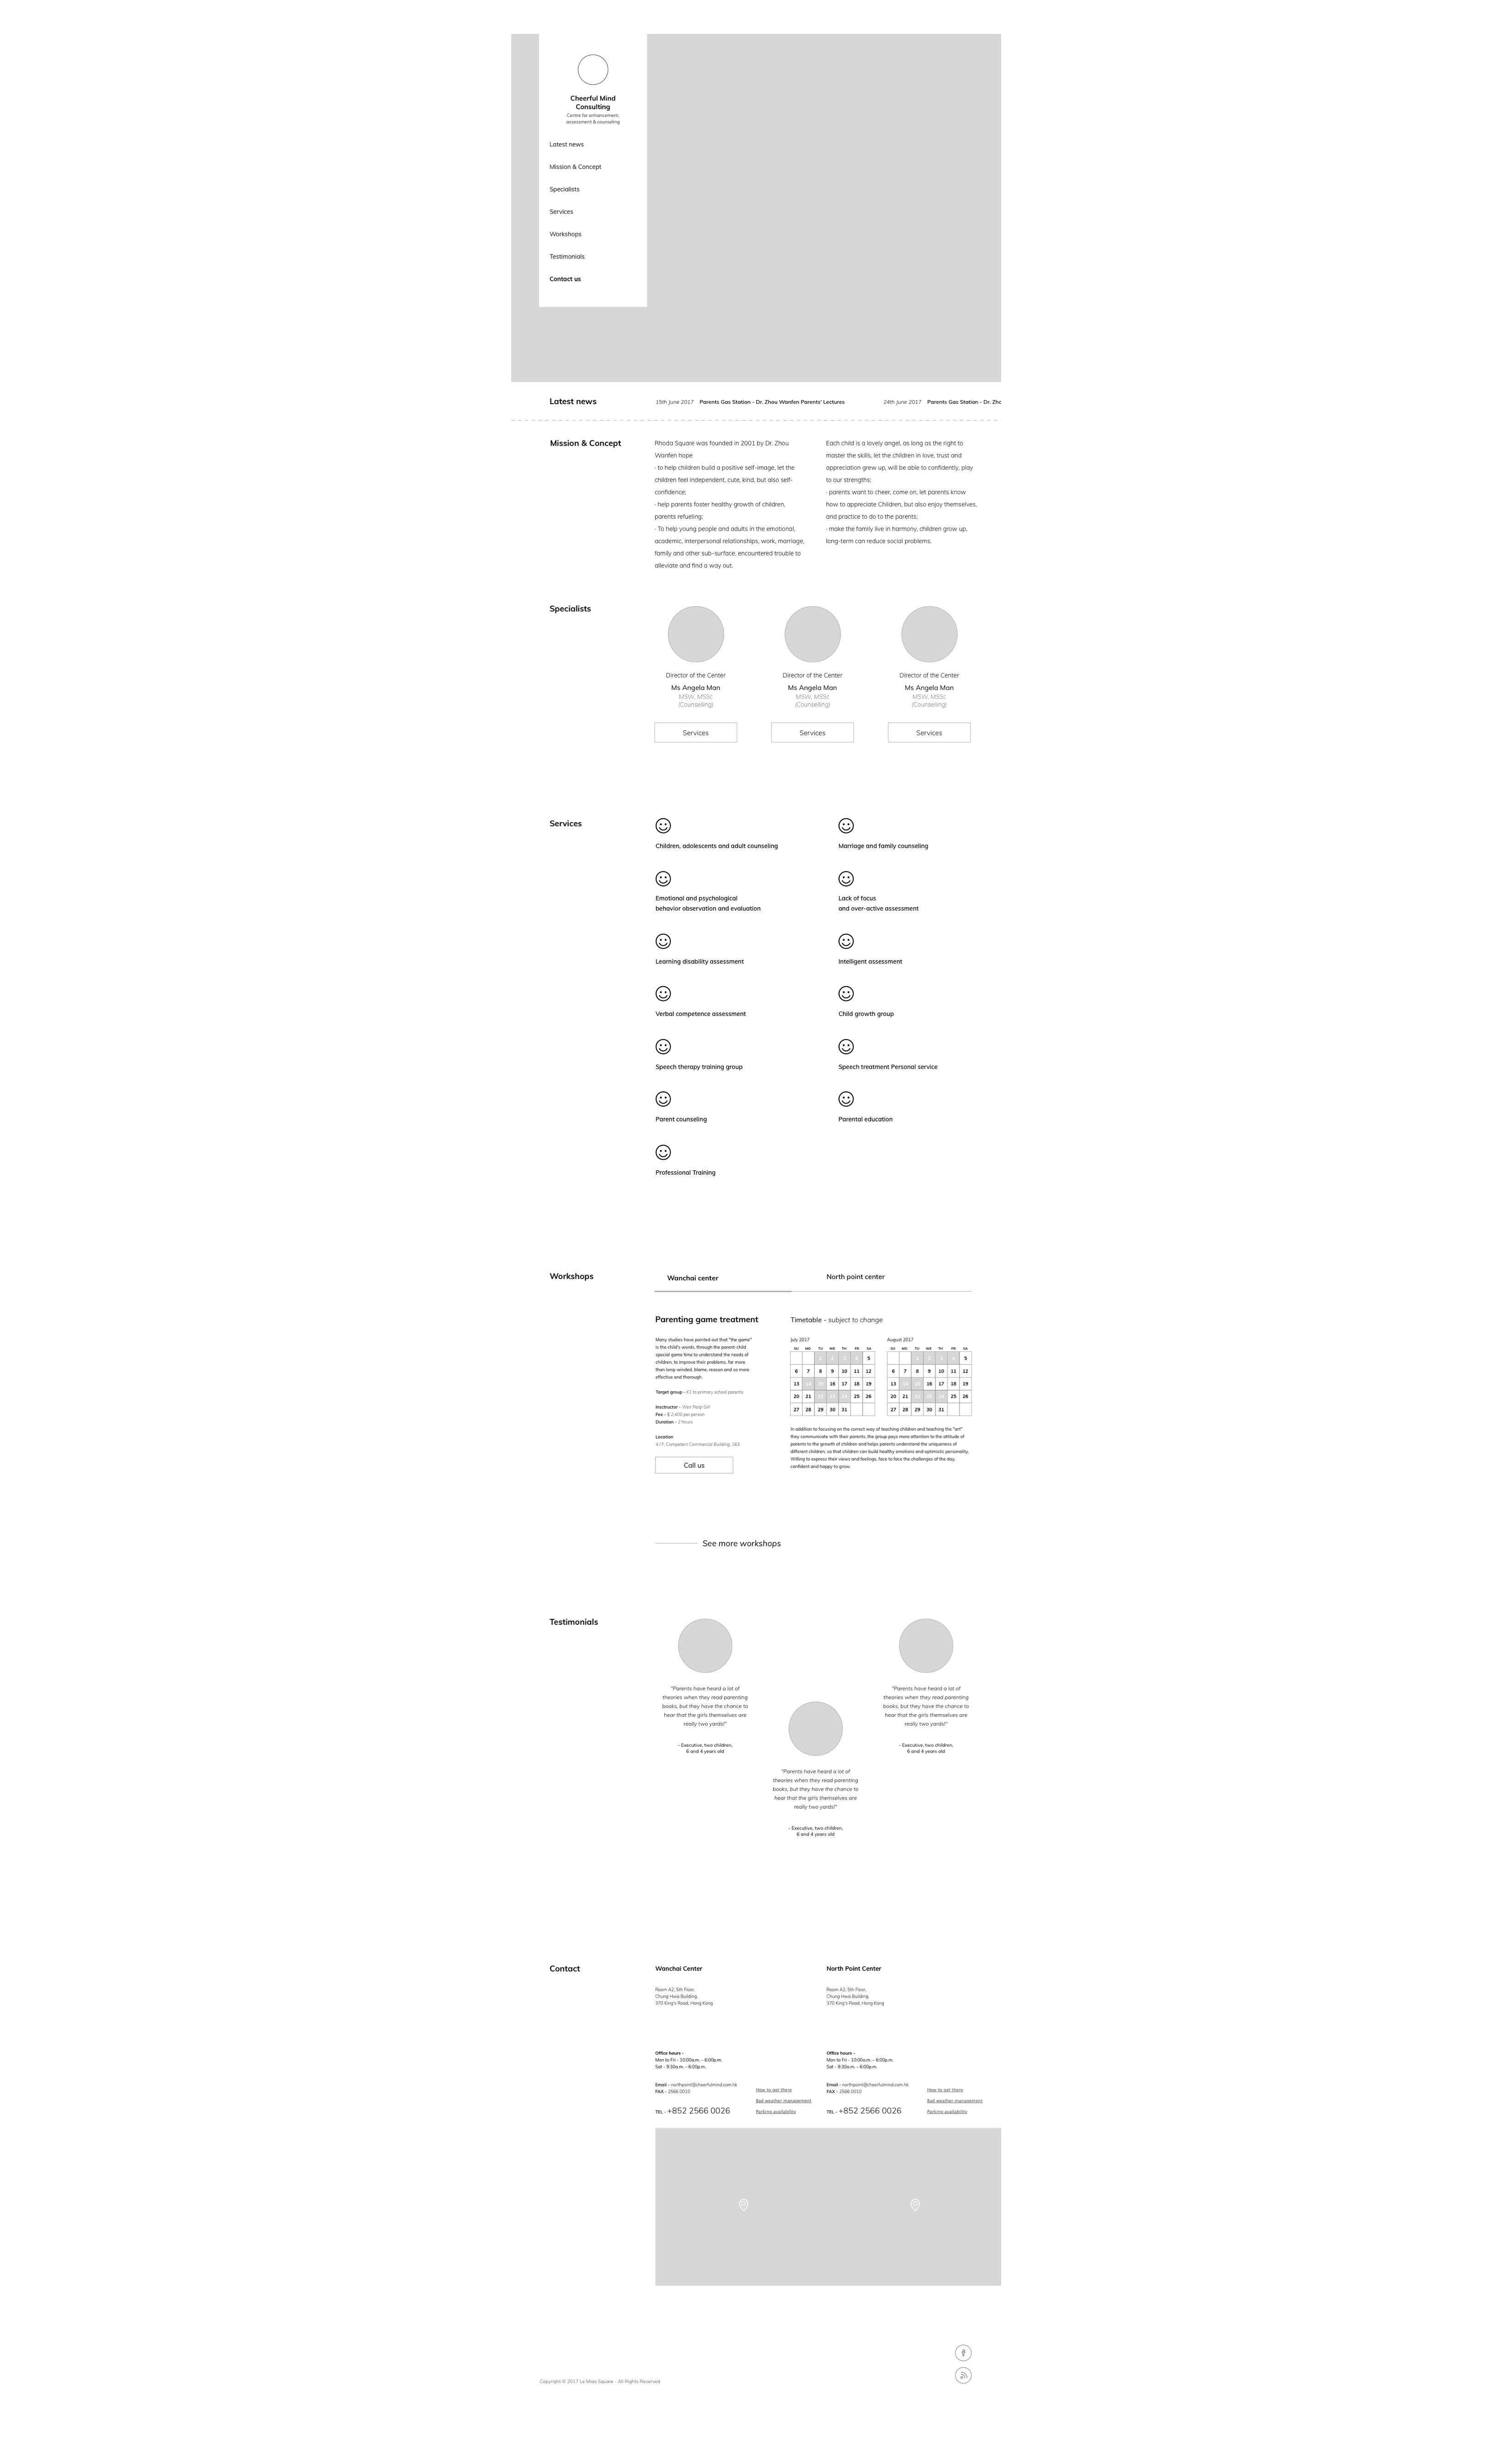 Cheerful Mind
Consulting
Centre for enhancement,
assessment & counseling
Latest news
Mission & Concept
Specialists
Services
Workshops
Testimonials
Contact us
Latest news
15th June 2017 Parents Gas Station - Dr. Zhou Wanfen Parents' Lectures
24th June 2017 Parents Gas Station - Dr. Zhc
Mission & Concept
Rhoda Square was founded in 2001 by Dr. Zhou
Wanfen hope
· to help children build a positive self-image, let the
children feel independent, cute, kind, but also self-
confidence;
· help parents foster healthy growth of children,
parents refueling;
· To help young people and adults in the emotional,
academic, interpersonal relationships, work, marriage,
family and other sub-surface, encountered trouble to
alleviate and find a way out.
Each child is a lovely angel, as long as the right to
master the skills, let the children in love, trust and
appreciation grew up, will be able to confidently, play
to our strengths;
· parents want to cheer, come on, let parents know
how to appreciate Children, but also enjoy themselves,
and practice to do to the parents;
· make the family live in harmony, children grow up,
long-term can reduce social problems.
Specialists
Director of the Center
Ms Angela Man
MSW, MSSc
(Counselling)
Services
Director of the Center
Ms Angela Man
MSW, MSSc
(Counselling)
Services
Director of the Center
Ms Angela Man
MSW, MSSc
(Counselling)
Services
Services
Children, adolescents and adult counseling
Marriage and family counseling
Emotional and psychological
behavior observation and evaluation
Lack of focus
and over-active assessment
Learning disability assessment
Intelligent assessment
Verbal competence assessment
Child growth group
Speech therapy training group
Speech treatment Personal service
Parent counseling
Parental education
Professional Training
Workshops
Wanchai center
North point center
Parenting game treatment
Many studies have pointed out that "the game"
is the child's words, through the parent-child
special game time to understand the needs of
children, to improve their problems, far more
than long-winded, blame, reason and so more
effective and thorough.
Target group - K1 to primary school parents
Insctructor - Wan Peiqi Girl
Fee - $ 2,400 per person
Duration - 2 hours
Location
4 / F, Competent Commercial Building, 163
Call us
Timetable - subject to change
July 2017
SU MO TU WE TH FR SA
1 2 3 4 5
6 7 8 9 10 11 12
13 14 15 16 17 18 19
20 21 22 23 24 25 26
27 28 29 30 31
August 2017
SU MO TU WE TH FR SA
1 2 3 4 5
6 7 8 9 10 11 12
13 14 15 16 17 18 19
20 21 22 23 24 25 26
27 28 29 30 31
In addition to focusing on the correct way of teaching children and teaching the "art"
they communicate with their parents, the group pays more attention to the attitude of
parents to the growth of children and helps parents understand the uniqueness of
different children, so that children can build healthy emotions and optimistic personality,
Willing to express their views and feelings, face to face the challenges of the day,
confident and happy to grow.
See more workshops
Testimonials
"Parents have heard a lot of
theories when they read parenting
books, but they have the chance to
hear that the girls themselves are
really two yards!"
- Executive, two children,
6 and 4 years old
"Parents have heard a lot of
theories when they read parenting
books, but they have the chance to
hear that the girls themselves are
really two yards!"
- Executive, two children,
6 and 4 years old
"Parents have heard a lot of
theories when they read parenting
books, but they have the chance to
hear that the girls themselves are
really two yards!"
- Executive, two children,
6 and 4 years old
Contact
Wanchai Center
Room A2, 5th Floor,
Chung Hwa Building,
370 King's Road, Hong Kong
Office hours -
Mon to Fri - 10:00a.m. - 6:00p.m.
Sat - 9:30a.m. - 6:00p.m.
Email - northpoint@cheerfulmind.com.hk
FAX - 2566 0010
TEL - +852 2566 0026
How to get there
Bad weather management
Parking availability
North Point Center
Room A2, 5th Floor,
Chung Hwa Building,
370 King's Road, Hong Kong
Office hours -
Mon to Fri - 10:00a.m. - 6:00p.m.
Sat - 9:30a.m. - 6:00p.m.
Email - northpoint@cheerfulmind.com.hk
FAX - 2566 0010
TEL - +852 2566 0026
How to get there
Bad weather management
Parking availability
Copyright © 2017 Le Miao Square - All Rights Reserved